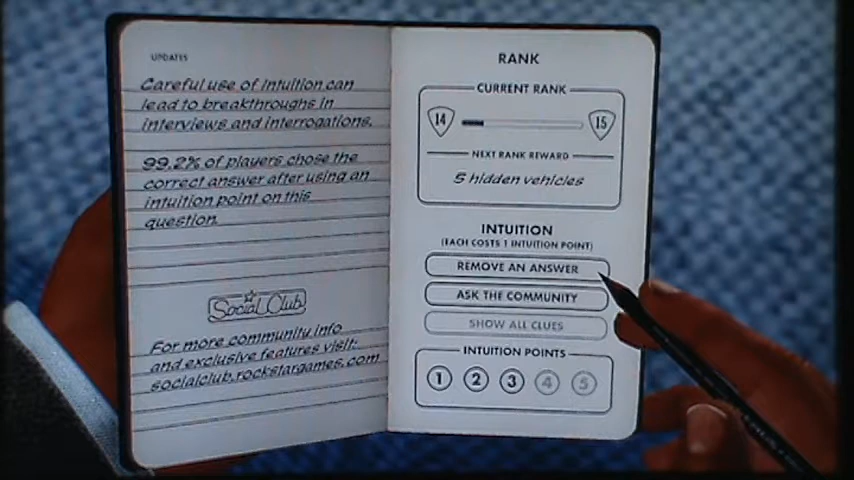 UPDATES
Careful use of intuition can
lead to breakthroughs in
interviews and interrogations.
99.2% of players chose the
correct answer after using an
intuition point on this
question.
Social Club
For more community info
and exclusive features visit:
socialclub.rockstargames.com
RANK
CURRENT RANK
14 15
NEXT RANK REWARD
5 hidden vehicles
INTUITION
(EACH COSTS 1 INTUITION POINT)
REMOVE AN ANSWER
ASK THE COMMUNITY
SHOW ALL CLUES
INTUITION POINTS
1 2 3 4 5